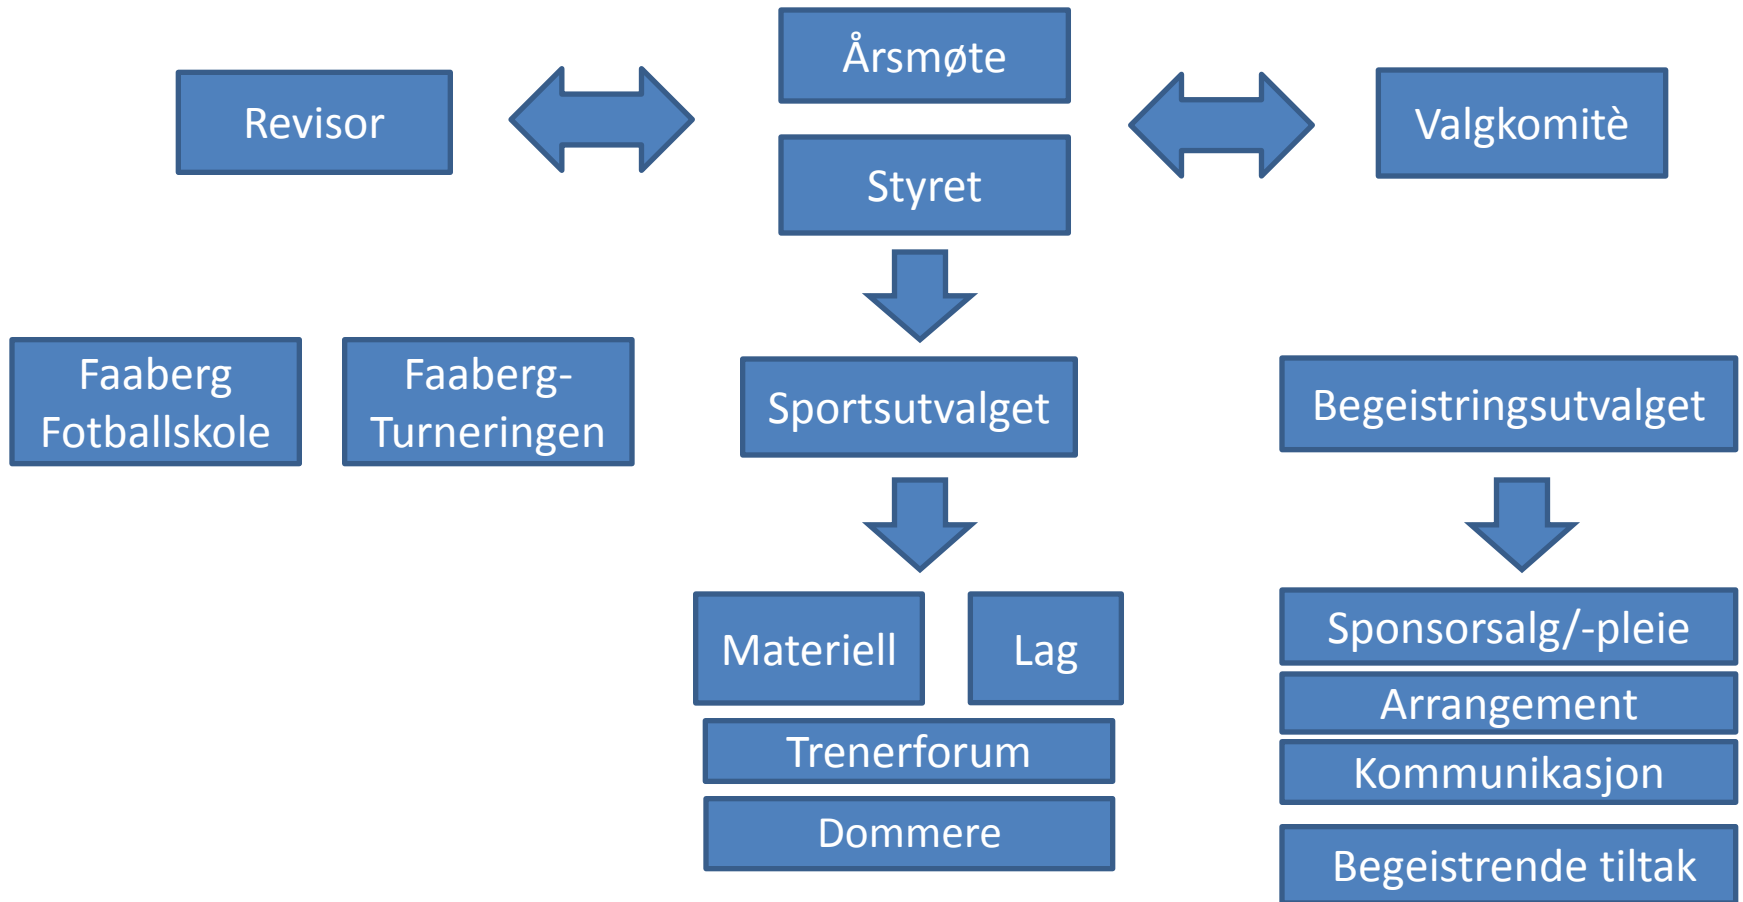 Årsmøte
Revisor
Valgkomitè
Styret
Faaberg
Fotballskole
Faaberg-
Turneringen
Sportsutvalget
Begeistringsutvalget
Materiell
Lag
Trenerforum
Dommere
Sponsorsalg/-pleie
Arrangement
Kommunikasjon
Begeistrende tiltak